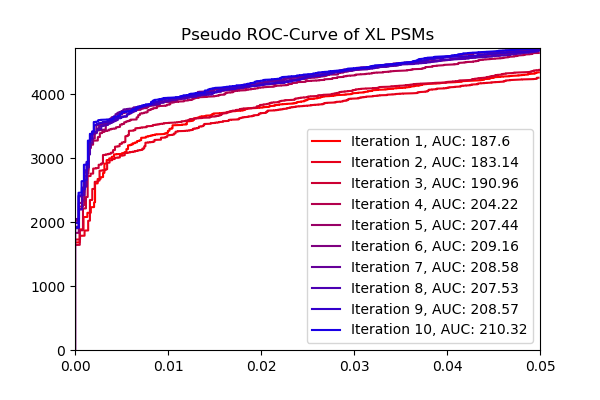 Pseudo ROC-Curve of XL PSMs
4000
3000
2000
1000
0
Iteration 1, AUC: 187.6
Iteration 2, AUC: 183.14
Iteration 3, AUC: 190.96
Iteration 4, AUC: 204.22
Iteration 5, AUC: 207.44
Iteration 6, AUC: 209.16
Iteration 7, AUC: 208.58
Iteration 8, AUC: 207.53
Iteration 9, AUC: 208.57
Iteration 10, AUC: 210.32
0.00 0.01 0.02 0.03 0.04 0.05